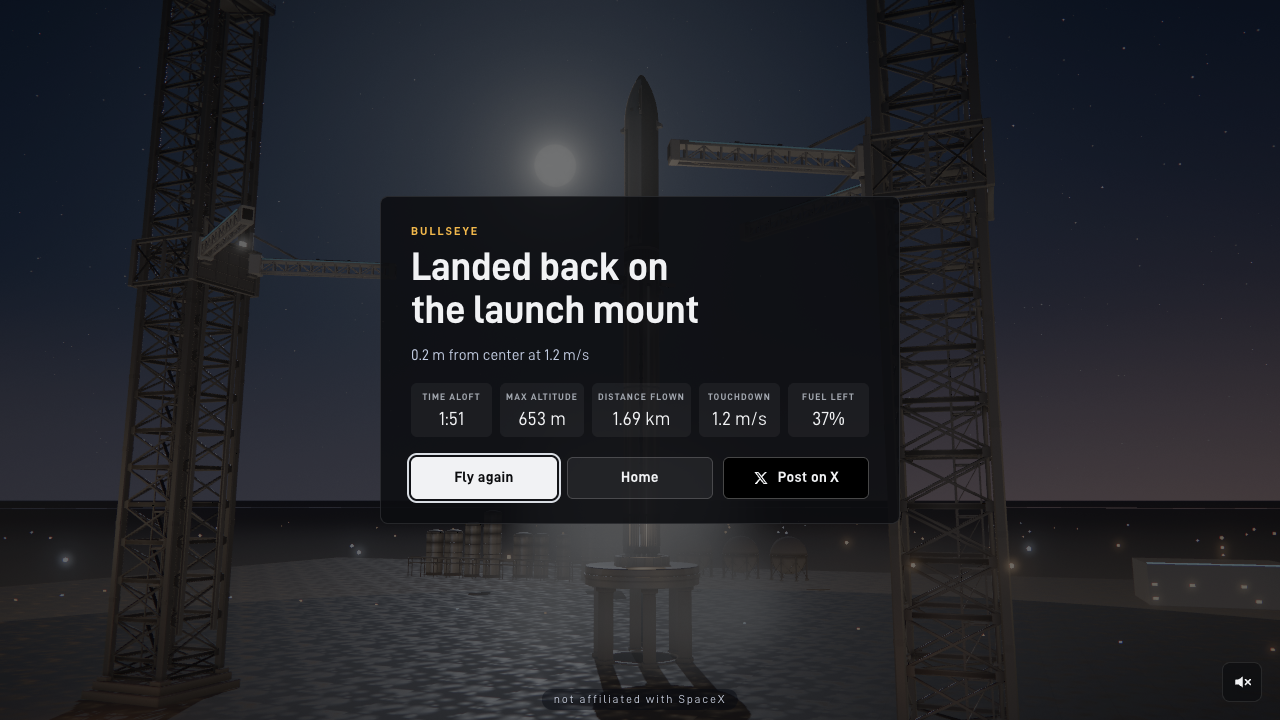 BULLSEYE
Landed back on
the launch mount
0.2 m from center at 1.2 m/s
TIME ALOFT MAX ALTITUDE DISTANCE FLOWN TOUCHDOWN FUEL LEFT
1:51 653 m 1.69 km 1.2 m/s 37%
Fly again Home Post on X
not affiliated with SpaceX